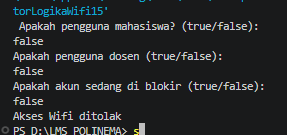 torLogikaWifi15'
Apakah pengguna mahasiswa? (true/false):
false
Apakah pengguna dosen (true/false):
false
Apakah akun sedang di blokir (true/false):
false
Akses Wifi ditolak
PS D:\LMS POLINEMA> s